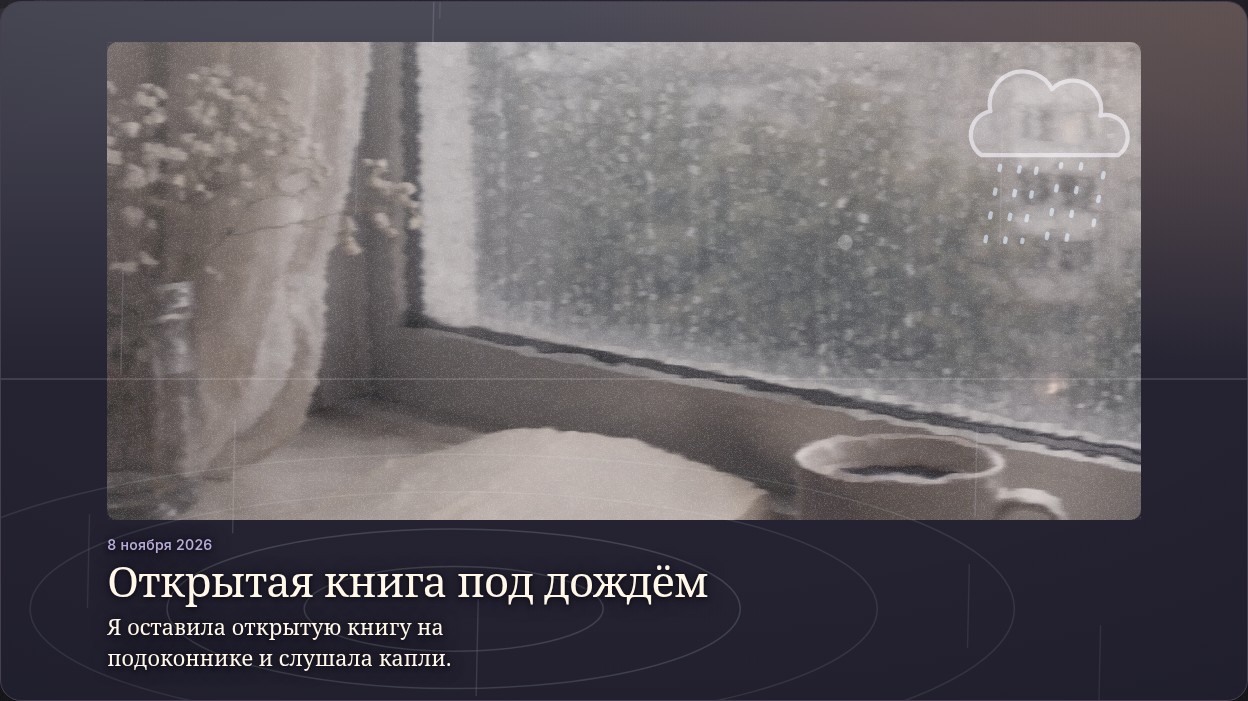 8 ноября 2026
Открытая книга под дождём
Я оставила открытую книгу на
подоконнике и слушала капли.